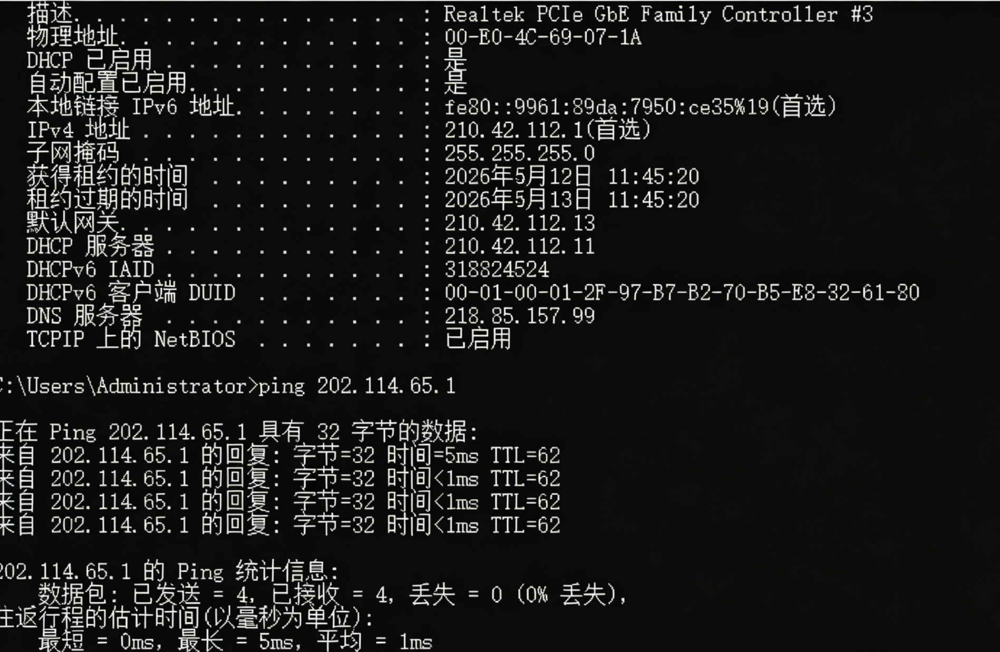 描述. . . . . . . . . . . . . . . : Realtek PCIe GbE Family Controller #3
物理地址. . . . . . . . . . . . . : 00-E0-4C-69-07-1A
DHCP 已启用 . . . . . . . . . . . : 是
自动配置已启用. . . . . . . . . . : 是
本地链接 IPv6 地址. . . . . . . . : fe80::9961:89da:7950:ce35%19(首选)
IPv4 地址 . . . . . . . . . . . . : 210.42.112.1(首选)
子网掩码  . . . . . . . . . . . . : 255.255.255.0
获得租约的时间  . . . . . . . . . : 2026年5月12日 11:45:20
租约过期的时间  . . . . . . . . . : 2026年5月13日 11:45:20
默认网关. . . . . . . . . . . . . : 210.42.112.13
DHCP 服务器 . . . . . . . . . . . : 210.42.112.11
DHCPv6 IAID . . . . . . . . . . . : 318824524
DHCPv6 客户端 DUID  . . . . . . . : 00-01-00-01-2F-97-B7-B2-70-B5-E8-32-61-80
DNS 服务器  . . . . . . . . . . . : 218.85.157.99
TCPIP 上的 NetBIOS  . . . . . . . : 已启用
C:\Users\Administrator>ping 202.114.65.1
正在 Ping 202.114.65.1 具有 32 字节的数据:
来自 202.114.65.1 的回复: 字节=32 时间=5ms TTL=62
来自 202.114.65.1 的回复: 字节=32 时间<1ms TTL=62
来自 202.114.65.1 的回复: 字节=32 时间<1ms TTL=62
来自 202.114.65.1 的回复: 字节=32 时间<1ms TTL=62
202.114.65.1 的 Ping 统计信息:
数据包: 已发送 = 4, 已接收 = 4, 丢失 = 0 (0% 丢失),
往返行程的估计时间(以毫秒为单位):
最短 = 0ms, 最长 = 5ms, 平均 = 1ms